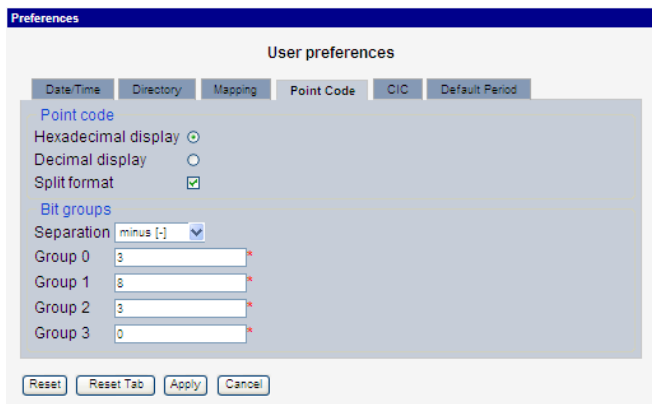 Preferences
User preferences
Date/Time Directory Mapping Point Code CIC Default Period
Point code
Hexadecimal display
Decimal display
Split format
Bit groups
Separation minus [-]
Group 0 3 *
Group 1 8 *
Group 2 3 *
Group 3 0 *
Reset Reset Tab Apply Cancel